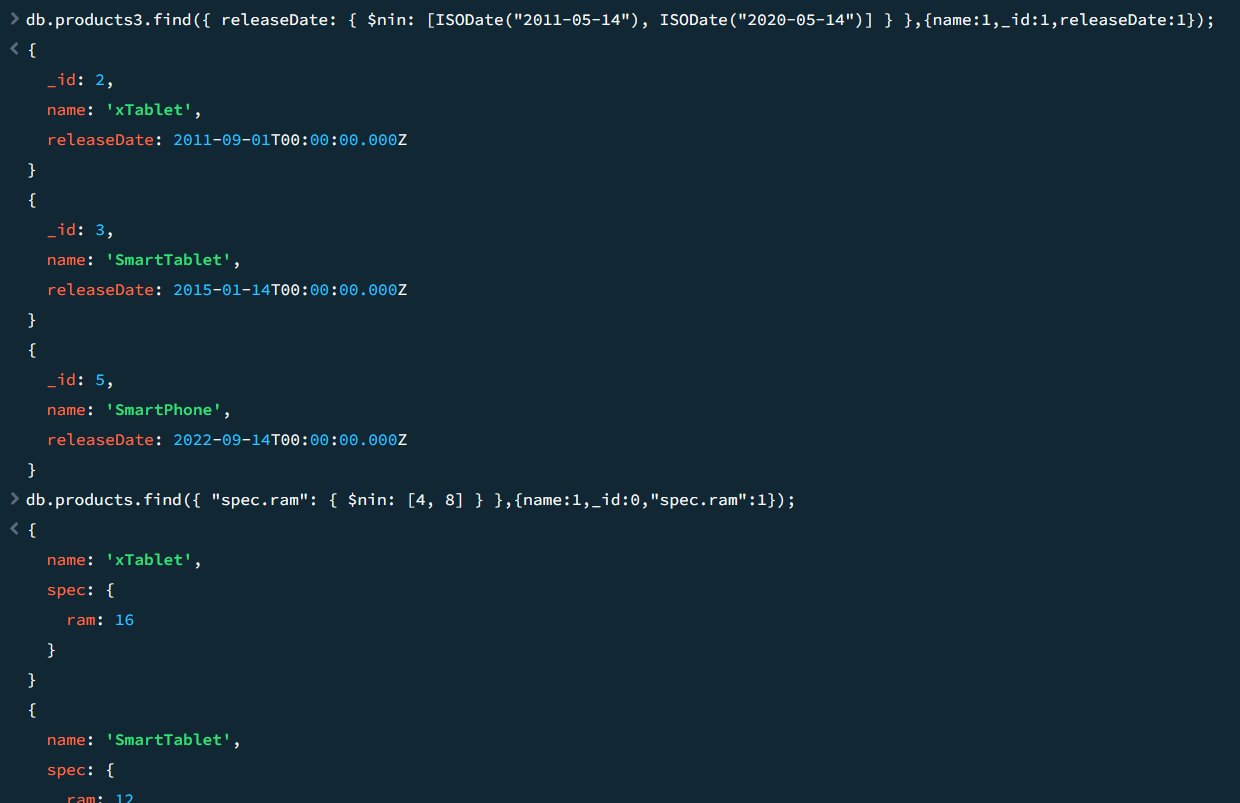 > db.products3.find({ releaseDate: { $nin: [ISODate("2011-05-14"), ISODate("2020-05-14")] } },{name:1,_id:1,releaseDate:1});
< {
_id: 2,
name: 'xTablet',
releaseDate: 2011-09-01T00:00:00.000Z
}
{
_id: 3,
name: 'SmartTablet',
releaseDate: 2015-01-14T00:00:00.000Z
}
{
_id: 5,
name: 'SmartPhone',
releaseDate: 2022-09-14T00:00:00.000Z
}
> db.products.find({ "spec.ram": { $nin: [4, 8] } },{name:1,_id:0,"spec.ram":1});
< {
name: 'xTablet',
spec: {
ram: 16
}
}
{
name: 'SmartTablet',
spec: {
ram: 12